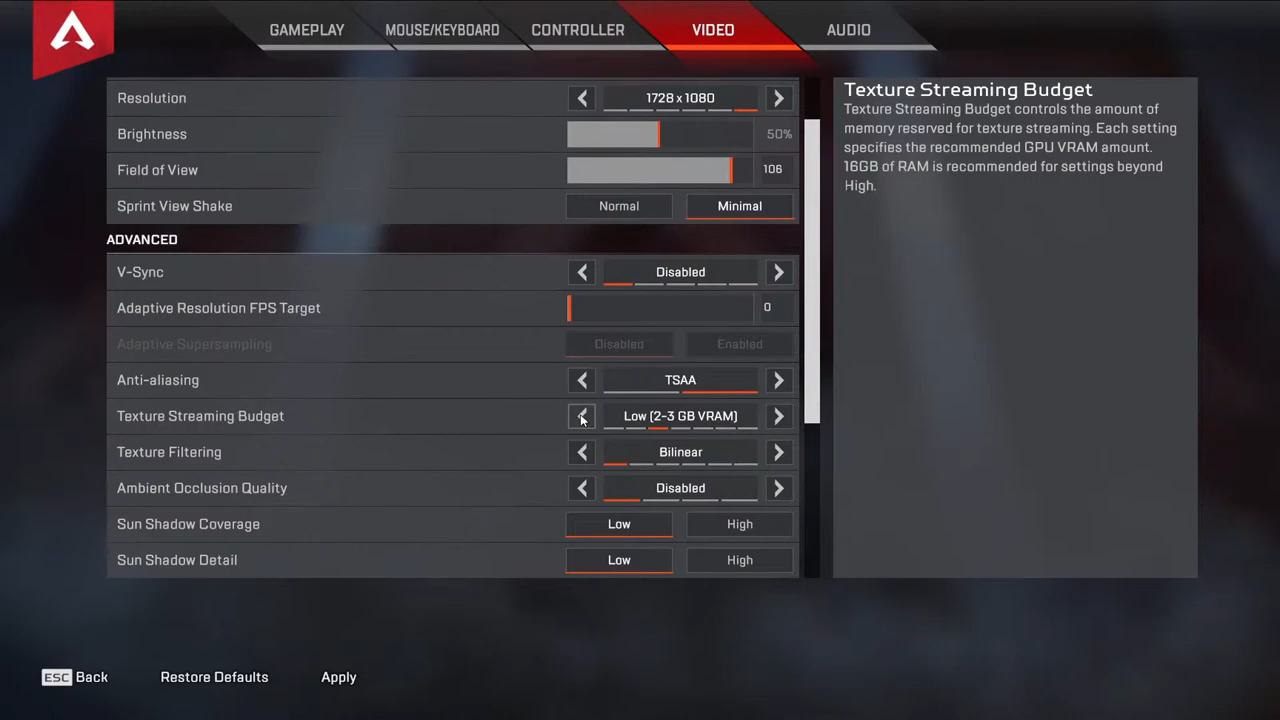 GAMEPLAY
MOUSE/KEYBOARD
CONTROLLER
VIDEO
AUDIO
Resolution 1728 x 1080
Brightness 50%
Field of View 106
Sprint View Shake Normal Minimal
ADVANCED
V-Sync Disabled
Adaptive Resolution FPS Target 0
Adaptive Supersampling Disabled Enabled
Anti-aliasing TSAA
Texture Streaming Budget Low (2-3 GB VRAM)
Texture Filtering Bilinear
Ambient Occlusion Quality Disabled
Sun Shadow Coverage Low High
Sun Shadow Detail Low High
Texture Streaming Budget
Texture Streaming Budget controls the amount of
memory reserved for texture streaming. Each setting
specifies the recommended GPU VRAM amount.
16GB of RAM is recommended for settings beyond
High.
ESC Back
Restore Defaults
Apply